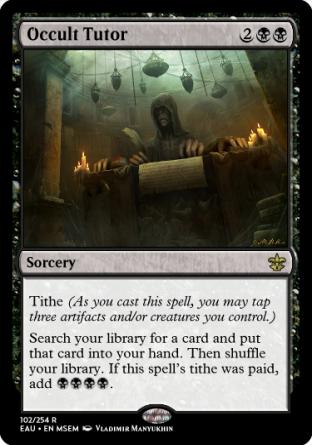 Occult Tutor 2
Sorcery
Tithe (As you cast this spell, you may tap
three artifacts and/or creatures you control.)
Search your library for a card and put
that card into your hand. Then shuffle
your library. If this spell's tithe was paid,
add
102/254 R
EAU • EN MSEM Vladimir Manyukhin